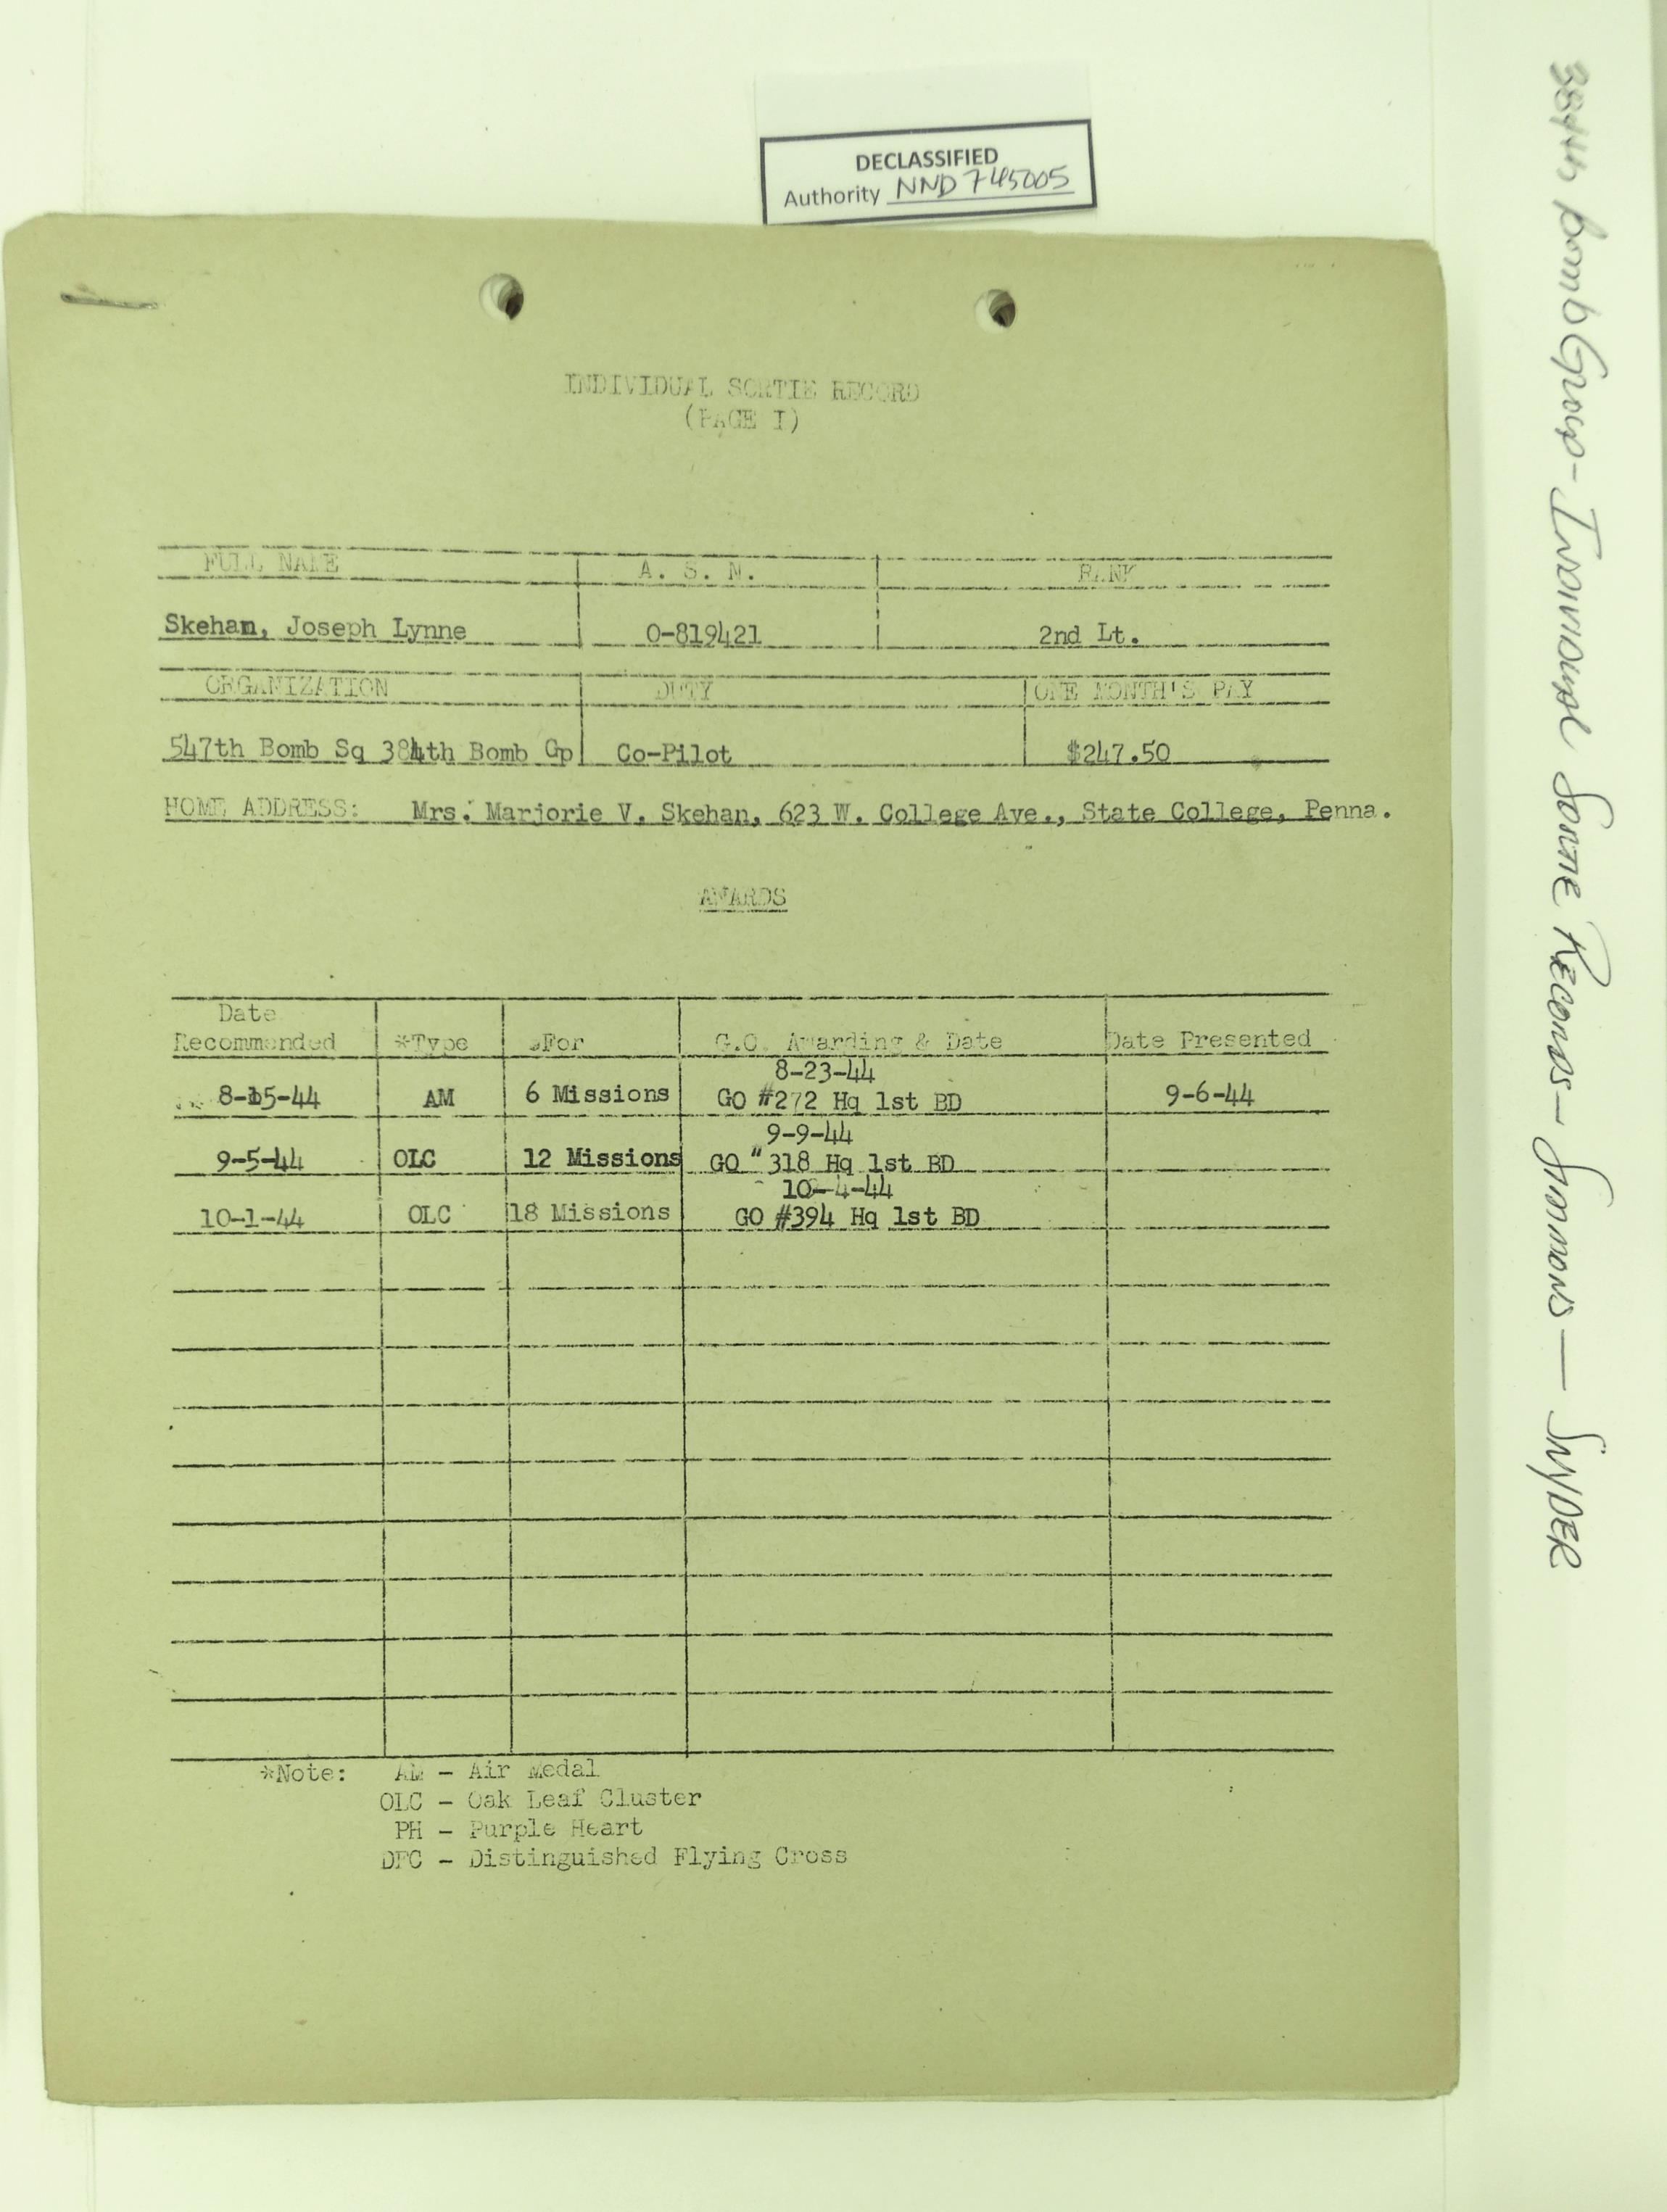 DECLASSIFIED
Authority NND 745005
INDIVIDUAL SORTIE RECORD
(PAGE I)
FULL NAME A. S. N. RANK
Skehan, Joseph Lynne 0-819421 2nd Lt.
ORGANIZATION DUTY ONE MONTH'S PAY
547th Bomb Sq 384th Bomb Gp Co-Pilot $247.50
HOME ADDRESS: Mrs. Marjorie V. Skehan, 623 W. College Ave., State College, Penna.
AWARDS
Date
Recommended *Type For G.O. Awarding & Date Date Presented
8-23-44
8-15-44 AM 6 Missions GO #272 Hq 1st BD 9-6-44
9-9-44
9-5-44 OLC 12 Missions GO "318 Hq 1st BD
10-4-44
10-1-44 OLC 18 Missions GO #394 Hq 1st BD
*Note: AM - Air Medal
OLC - Oak Leaf Cluster
PH - Purple Heart
DFC - Distinguished Flying Cross
384th Bomb Group - Individual Sortie Records - Simmons — Snyder